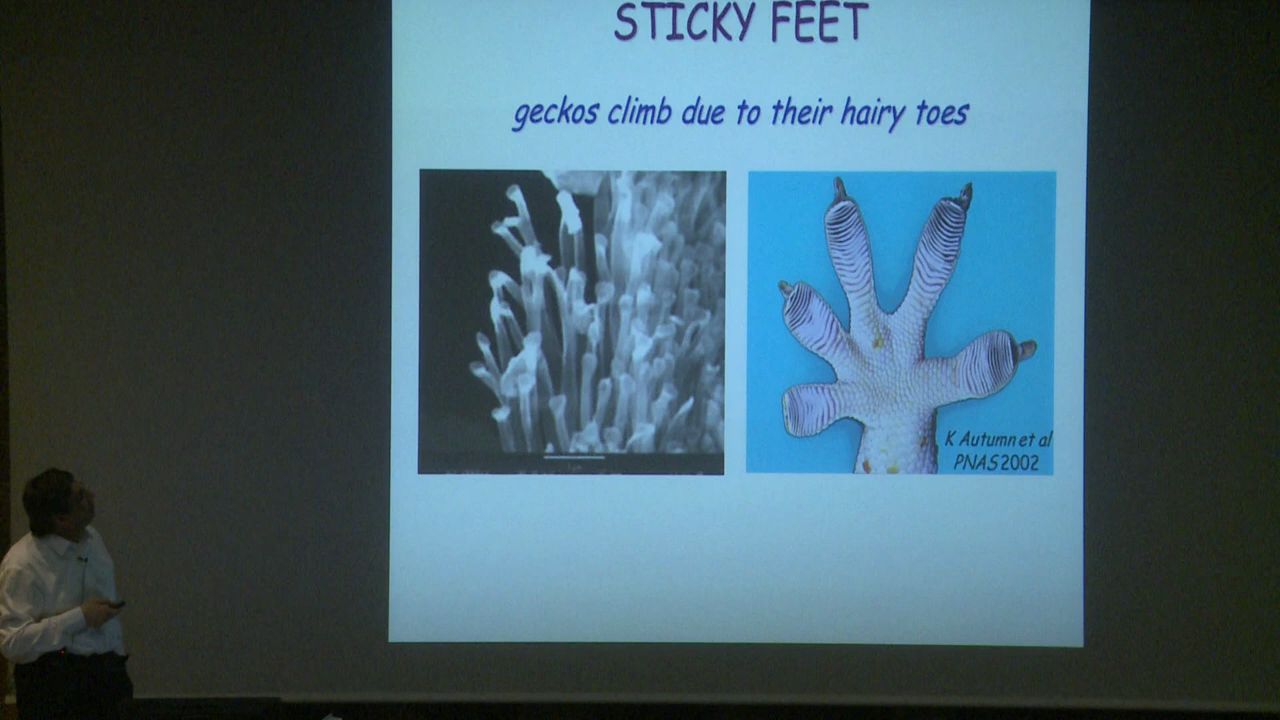 STICKY FEET
geckos climb due to their hairy toes
K Autumn et al
PNAS 2002